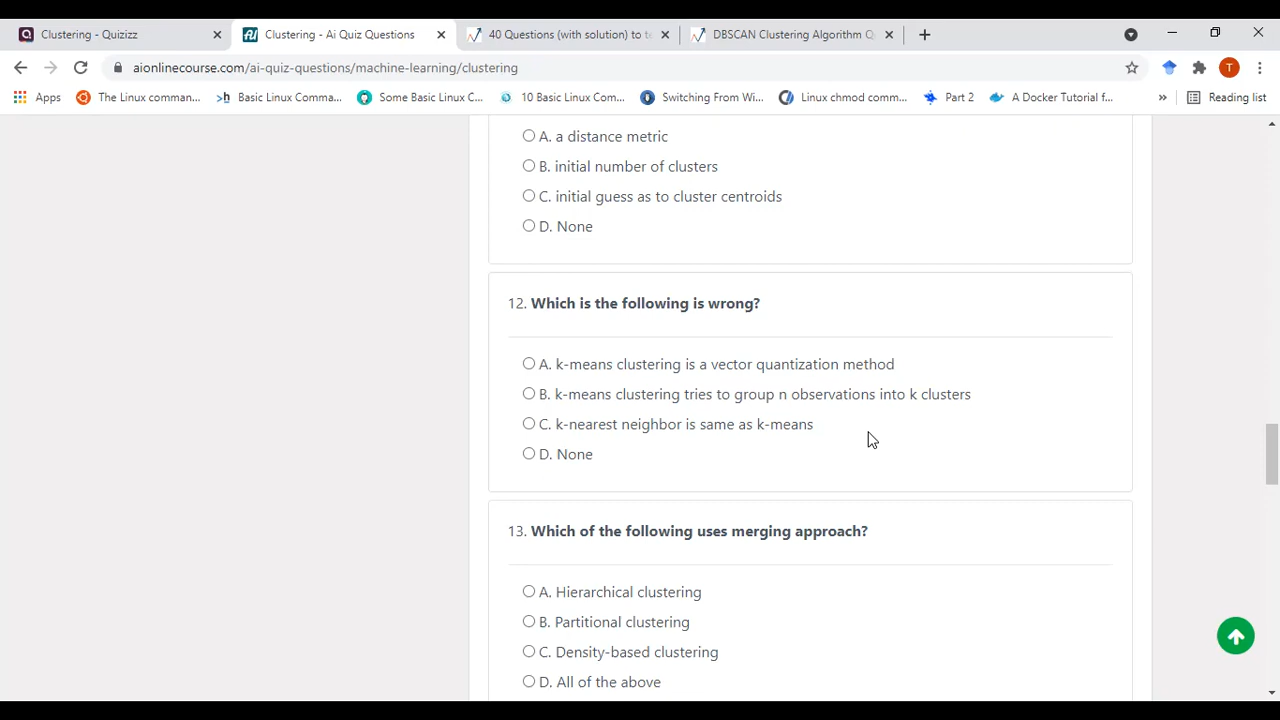 Clustering - Quizizz
Clustering - Ai Quiz Questions
40 Questions (with solution) to te
DBSCAN Clustering Algorithm Q
aionlinecourse.com/ai-quiz-questions/machine-learning/clustering
T
Apps
The Linux comman...
Basic Linux Comma...
Some Basic Linux C...
10 Basic Linux Com...
Switching From Wi...
Linux chmod comm...
Part 2
A Docker Tutorial f...
»
Reading list
A. a distance metric
B. initial number of clusters
C. initial guess as to cluster centroids
D. None
12. Which is the following is wrong?
A. k-means clustering is a vector quantization method
B. k-means clustering tries to group n observations into k clusters
C. k-nearest neighbor is same as k-means
D. None
13. Which of the following uses merging approach?
A. Hierarchical clustering
B. Partitional clustering
C. Density-based clustering
D. All of the above